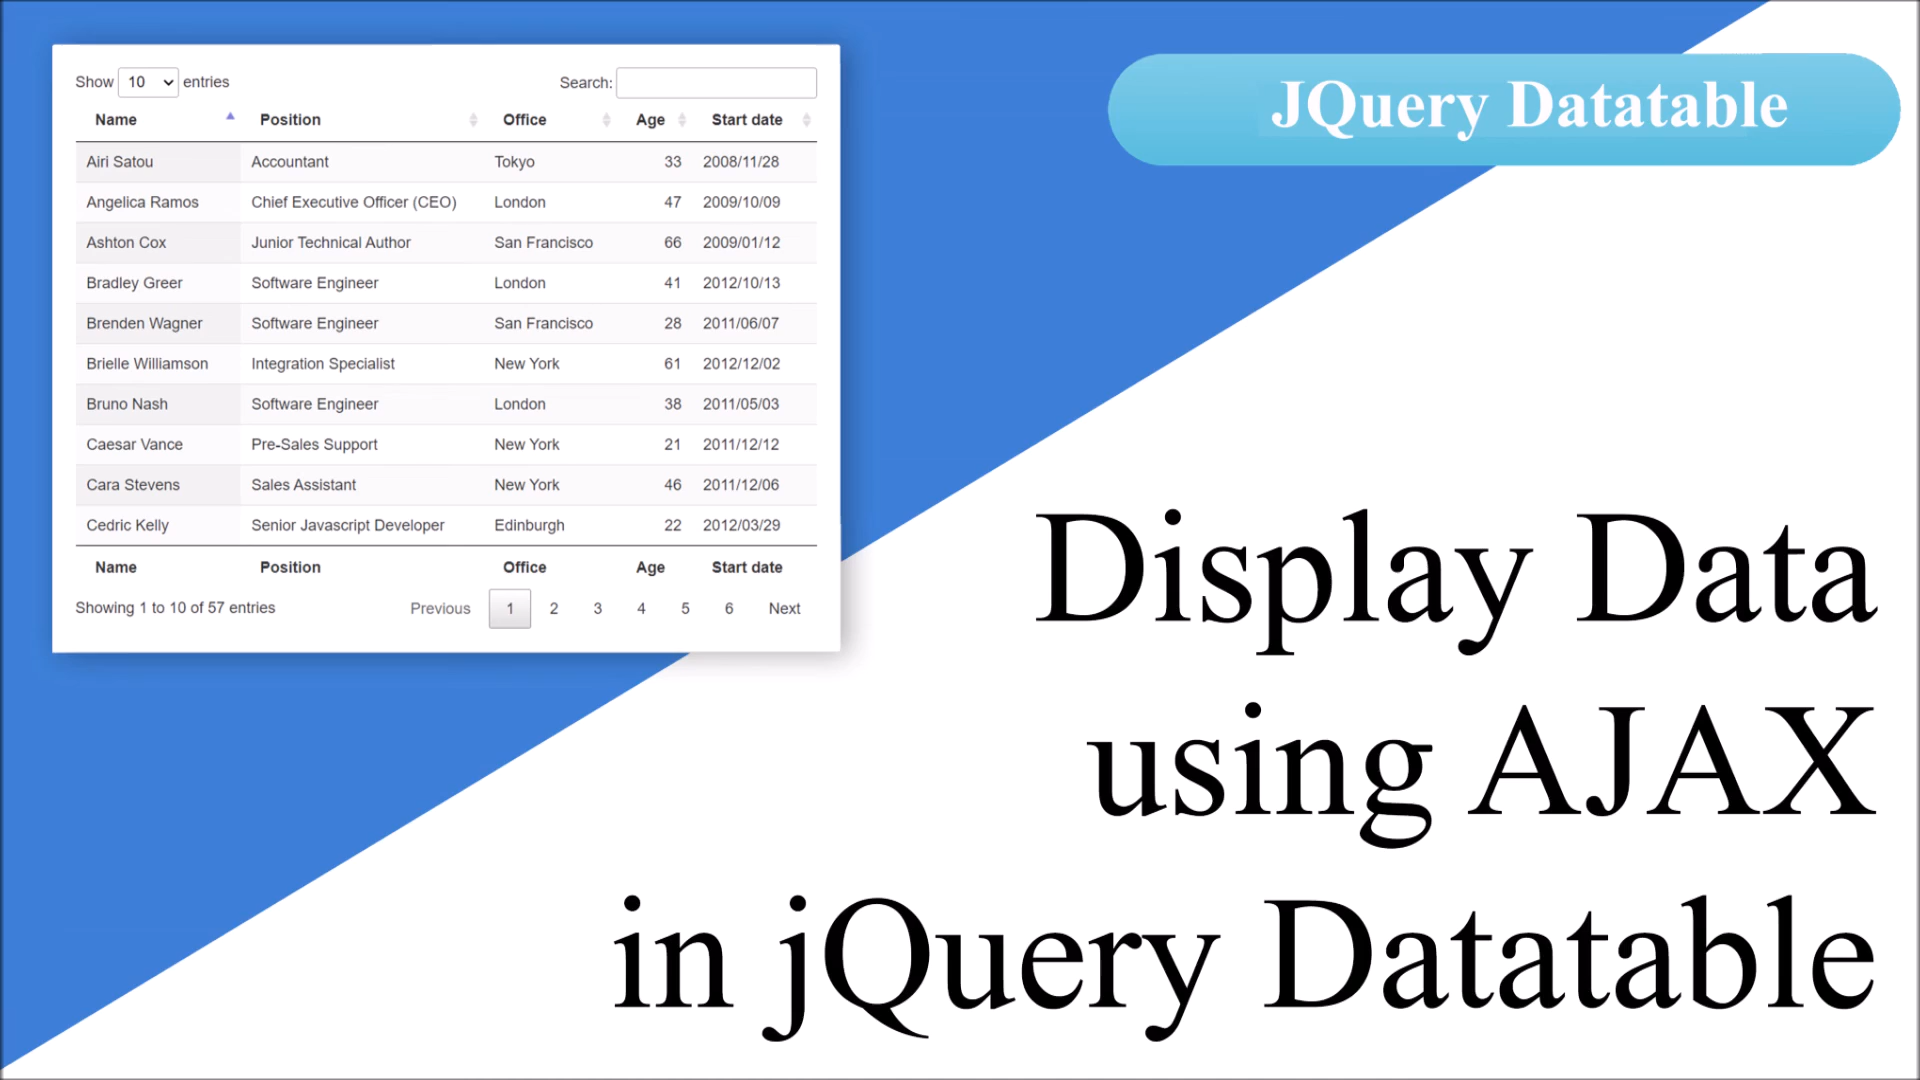 Show 10 entries Search:
Name Position Office Age Start date
Airi Satou Accountant Tokyo 33 2008/11/28
Angelica Ramos Chief Executive Officer (CEO) London 47 2009/10/09
Ashton Cox Junior Technical Author San Francisco 66 2009/01/12
Bradley Greer Software Engineer London 41 2012/10/13
Brenden Wagner Software Engineer San Francisco 28 2011/06/07
Brielle Williamson Integration Specialist New York 61 2012/12/02
Bruno Nash Software Engineer London 38 2011/05/03
Caesar Vance Pre-Sales Support New York 21 2011/12/12
Cara Stevens Sales Assistant New York 46 2011/12/06
Cedric Kelly Senior Javascript Developer Edinburgh 22 2012/03/29
Name Position Office Age Start date
Showing 1 to 10 of 57 entries Previous 1 2 3 4 5 6 Next
JQuery Datatable
Display Data
using AJAX
in jQuery Datatable